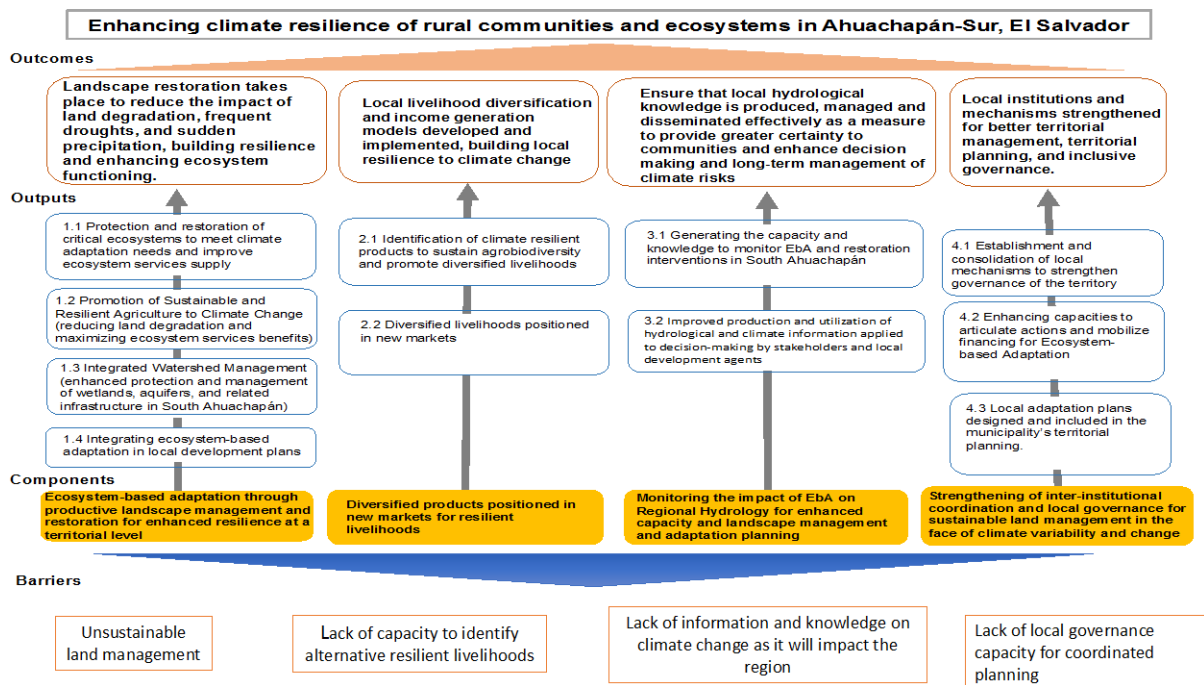 Enhancing climate resilience of rural communities and ecosystems in Ahuachapán-Sur, El Salvador
Outcomes
Landscape restoration takes
place to reduce the impact of
land degradation, frequent
droughts, and sudden
precipitation, building resilience
and enhancing ecosystem
functioning.
Local livelihood diversification
and income generation
models developed and
implemented, building local
resilience to climate change
Ensure that local hydrological
knowledge is produced, managed and
disseminated effectively as a measure
to provide greater certainty to
communities and enhance decision
making and long-term management of
climate risks
Local institutions and
mechanisms strengthened
for better territorial
management, territorial
planning, and inclusive
governance.
Outputs
1.1 Protection and restoration of
critical ecosystems to meet climate
adaptation needs and improve
ecosystem services supply
1.2 Promotion of Sustainable and
Resilient Agriculture to Climate Change
(reducing land degradation and
maximizing ecosystem services benefits)
1.3 Integrated Watershed Management
(enhanced protection and management
of wetlands, aquifers, and related
infrastructure in South Ahuachapán)
1.4 Integrating ecosystem-based
adaptation in local development plans
2.1 Identification of climate resilient
products to sustain agrobiodiversity
and promote diversified livelihoods
2.2 Diversified livelihoods positioned
in new markets
3.1 Generating the capacity and
knowledge to monitor EbA and restoration
interventions in South Ahuachapán
3.2 Improved production and utilization of
hydrological and climate information applied
to decision-making by stakeholders and local
development agents
4.1 Establishment and
consolidation of local
mechanisms to strengthen
governance of the territory
4.2 Enhancing capacities to
articulate actions and mobilize
financing for Ecosystem-
based Adaptation
4.3 Local adaptation plans
designed and included in the
municipality's territorial
planning.
Components
Ecosystem-based adaptation through
productive landscape management and
restoration for enhanced resilience at a
territorial level
Diversified products positioned in
new markets for resilient
livelihoods
Monitoring the impact of EbA on
Regional Hydrology for enhanced
capacity and landscape management
and adaptation planning
Strengthening of inter-institutional
coordination and local governance for
sustainable land management in the
face of climate variability and change
Barriers
Unsustainable
land management
Lack of capacity to identify
alternative resilient livelihoods
Lack of information and knowledge on
climate change as it will impact the
region
Lack of local governance
capacity for coordinated
planning